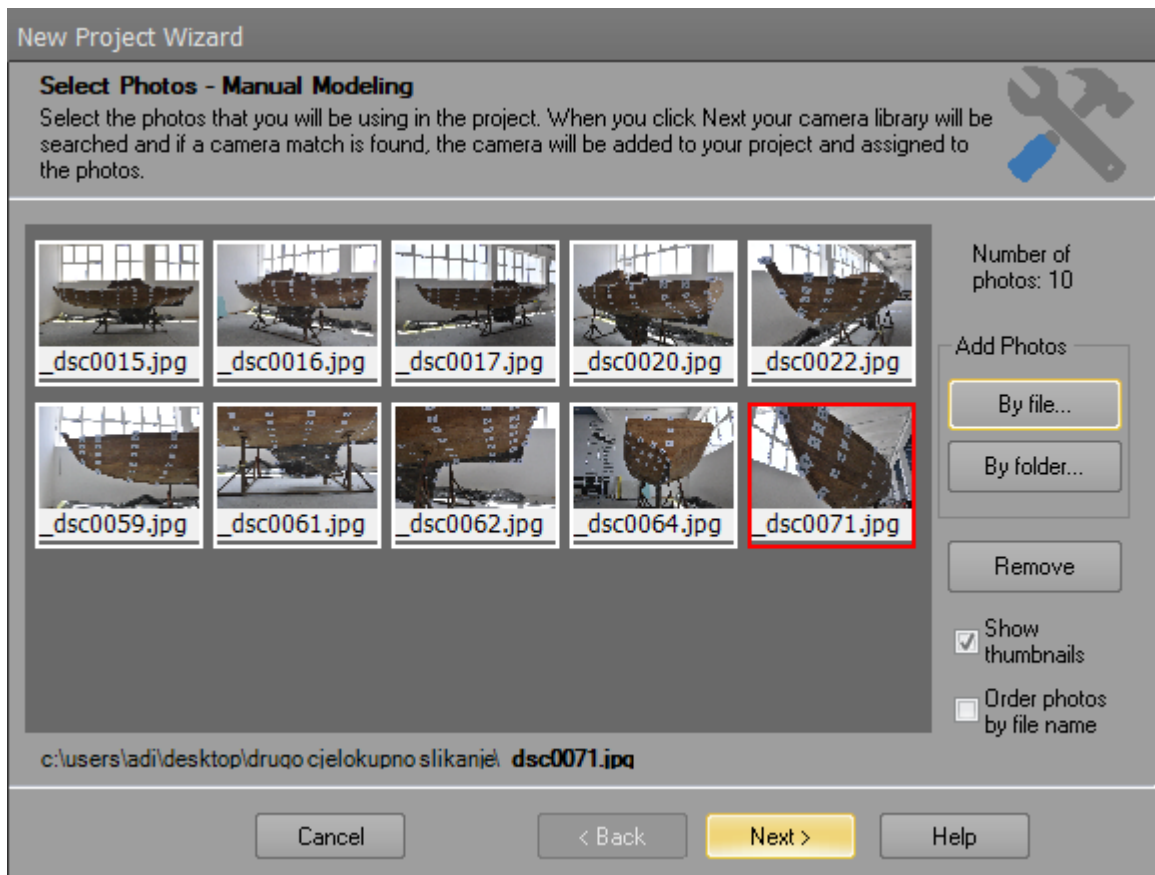 New Project Wizard
Select Photos - Manual Modeling
Select the photos that you will be using in the project. When you click Next your camera library will be
searched and if a camera match is found, the camera will be added to your project and assigned to
the photos.
_dsc0015.jpg _dsc0016.jpg _dsc0017.jpg _dsc0020.jpg _dsc0022.jpg
_dsc0059.jpg _dsc0061.jpg _dsc0062.jpg _dsc0064.jpg _dsc0071.jpg
Number of
photos: 10
Add Photos
By file...
By folder...
Remove
Show
thumbnails
Order photos
by file name
c:\users\adi\desktop\drugo cjelokupno slikanje\_dsc0071.jpg
Cancel
< Back
Next >
Help